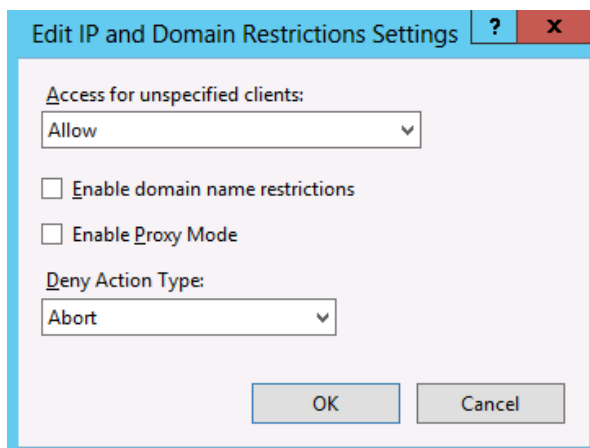 Edit IP and Domain Restrictions Settings ? x
Access for unspecified clients:
Allow
Enable domain name restrictions
Enable Proxy Mode
Deny Action Type:
Abort
OK Cancel